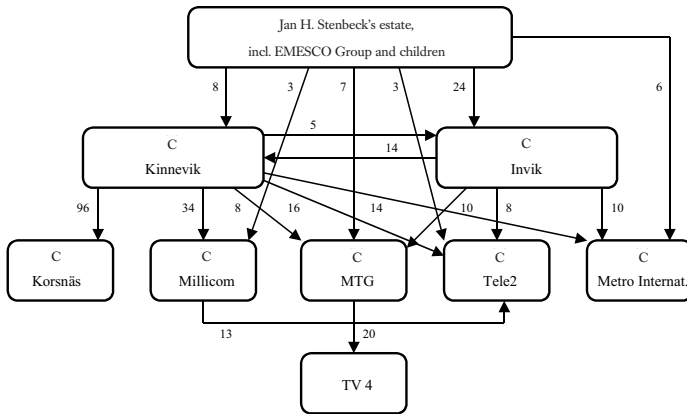 Jan H. Stenbeck's estate,
incl. EMESCO Group and children
8
3
7
3
24
6
5
14
C
Kinnevik
C
Invik
96
34
8
16
14
10
8
10
C
Korsnäs
C
Millicom
C
MTG
C
Tele2
C
Metro Internat.
13
20
TV 4